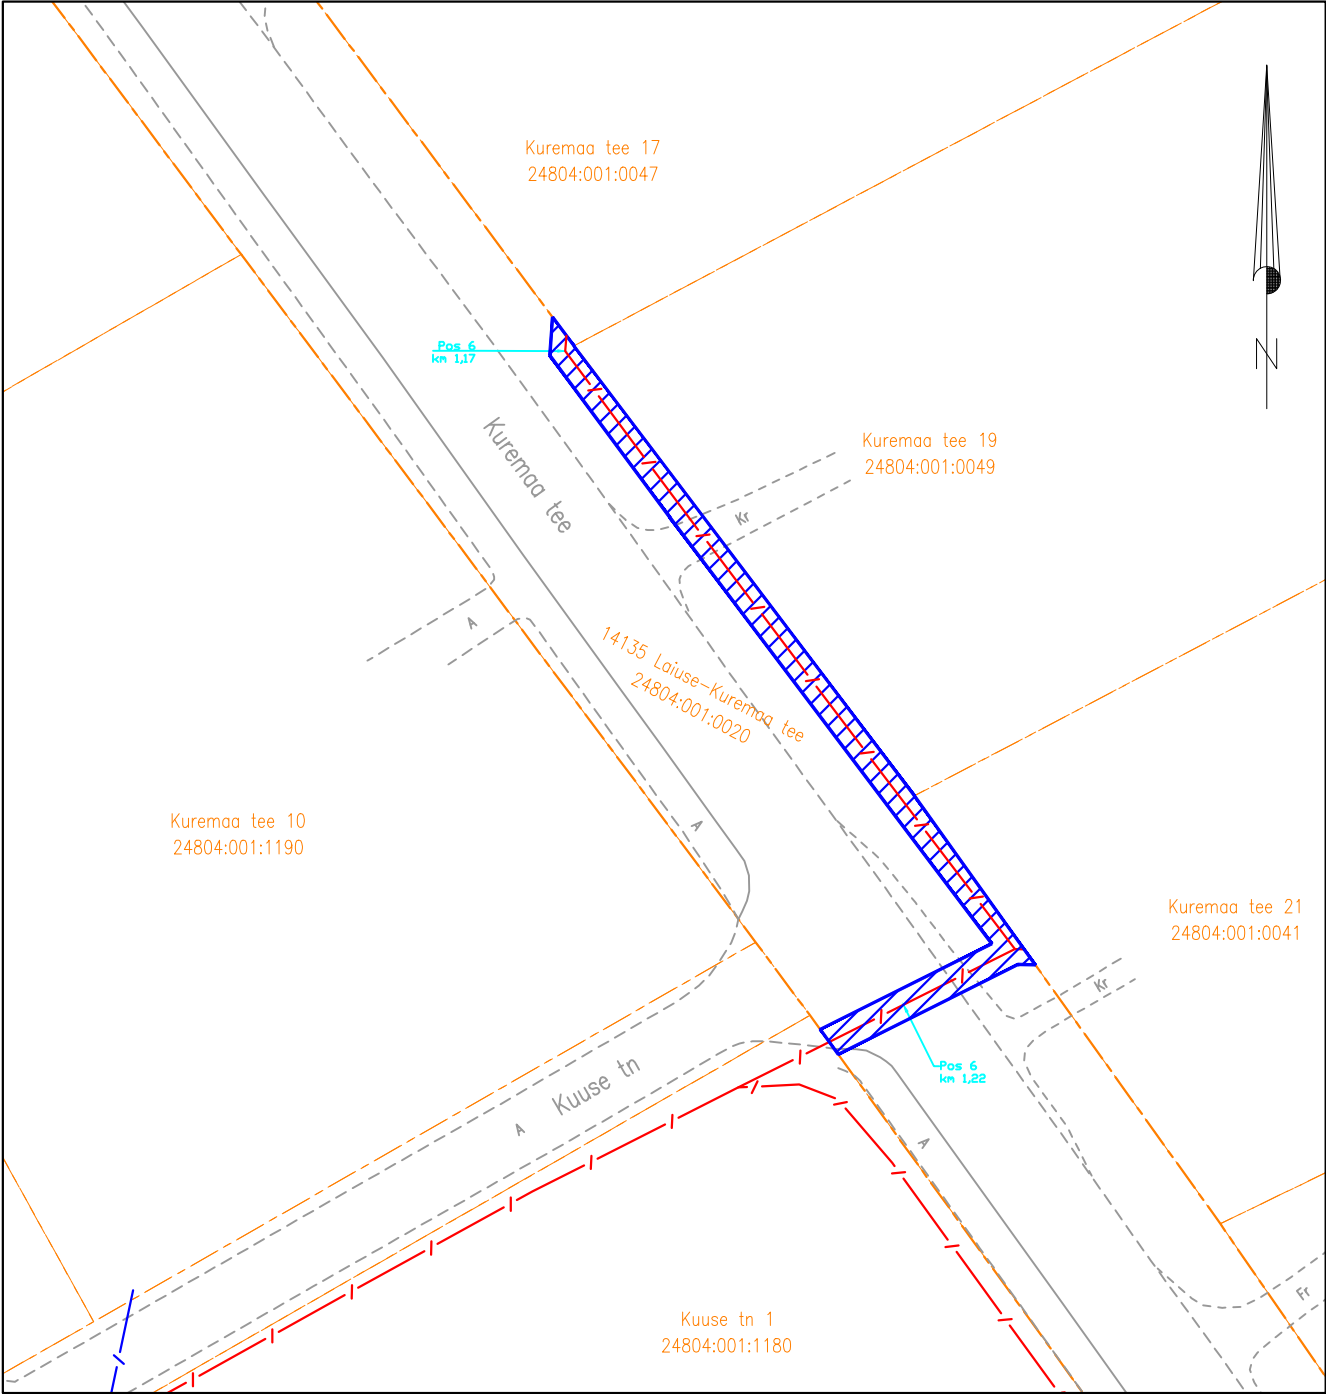 Kuremaa tee 17
24804:001:0047
N
Pos 6
km 1,17
Kuremaa tee
Kuremaa tee 19
24804:001:0049
Kr
A
14135 Laiuse-Kuremaa tee
24804:001:0020
Kuremaa tee 10
24804:001:1190
A
Kuremaa tee 21
24804:001:0041
Kr
Pos 6
km 1,22
Kuuse tn
A
A
Fr
Kuuse tn 1
24804:001:1180